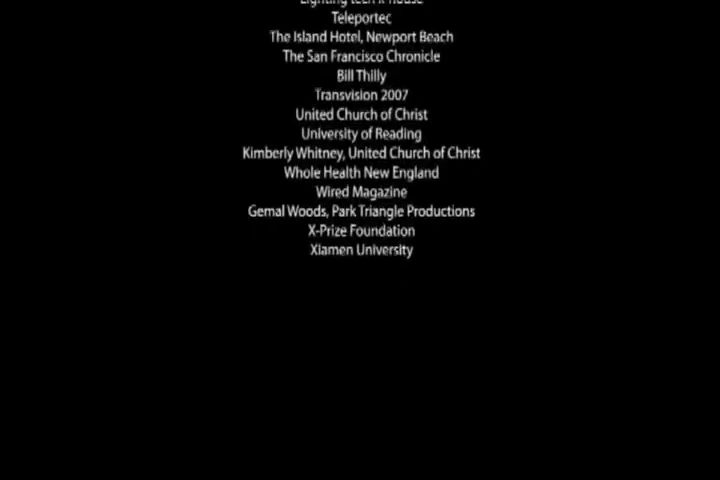 Teleportec
The Island Hotel, Newport Beach
The San Francisco Chronicle
Bill Thilly
Transvision 2007
United Church of Christ
University of Reading
Kimberly Whitney, United Church of Christ
Whole Health New England
Wired Magazine
Gemal Woods, Park Triangle Productions
X-Prize Foundation
Xiamen University